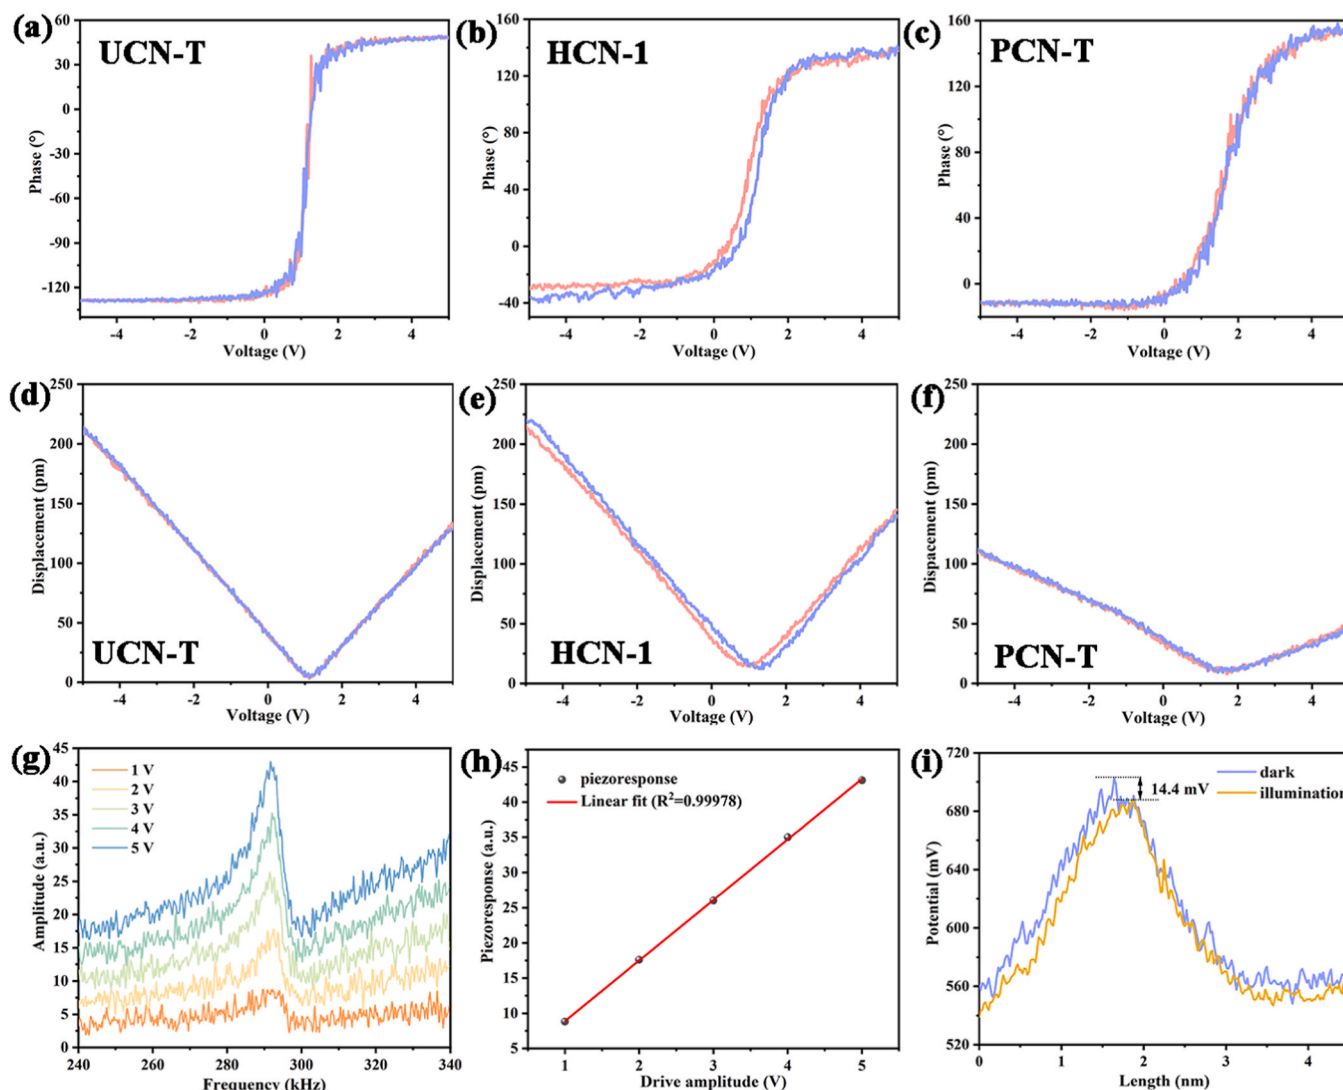 (a)
UCN-T
60
30
0
-30
-60
-90
-120
Phase (°)
-4
-2
0
2
4
Voltage (V)
(b)
HCN-1
160
120
80
40
0
-40
Phase (°)
-4
-2
0
2
4
Voltage (V)
(c)
PCN-T
160
120
80
40
0
Phase (°)
-4
-2
0
2
4
Voltage (V)
(d)
250
200
150
100
50
0
Displacement (pm)
UCN-T
-4
-2
0
2
4
Voltage (V)
(e)
250
200
150
100
50
0
Displacement (pm)
HCN-1
-4
-2
0
2
4
Voltage (V)
(f)
250
200
150
100
50
0
Dispacement (pm)
PCN-T
-4
-2
0
2
4
Voltage (V)
(g)
45
40
35
30
25
20
15
10
5
0
Amplitude (a.u.)
1 V
2 V
3 V
4 V
5 V
240
260
280
300
320
340
Frequency (kHz)
(h)
45
40
35
30
25
20
15
10
5
Piezoresponse (a.u.)
piezoresponse
Linear fit (R²=0.99978)
1
2
3
4
5
Drive amplitude (V)
(i)
720
680
640
600
560
520
Potential (mV)
dark
illumination
14.4 mV
0
1
2
3
4
Length (nm)